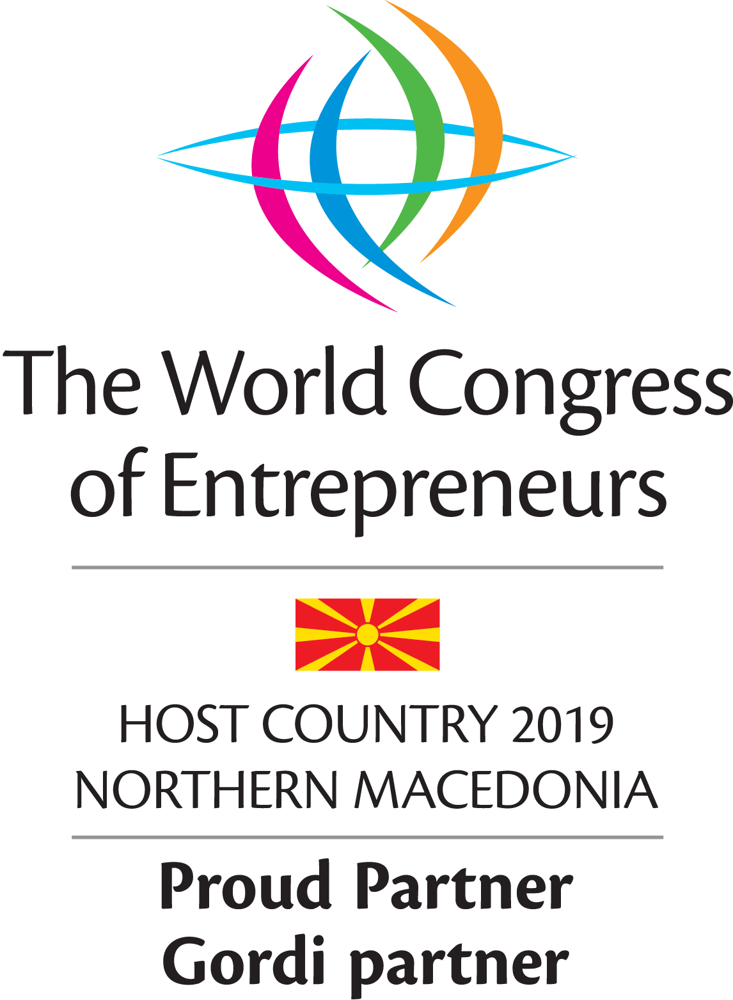 The World Congress
of Entrepreneurs
HOST COUNTRY 2019
NORTHERN MACEDONIA
Proud Partner
Gordi partner